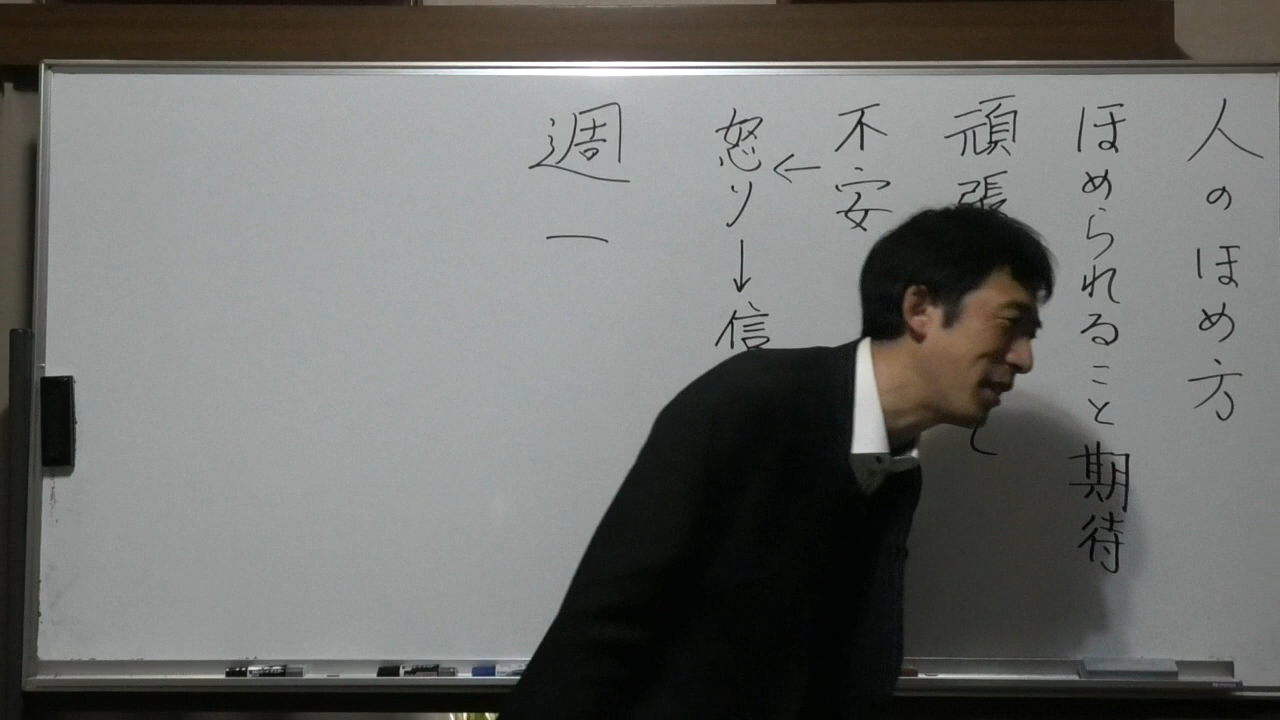 人のほめ方
ほめられること期待
頑張
不安
←
怒り→信
週一